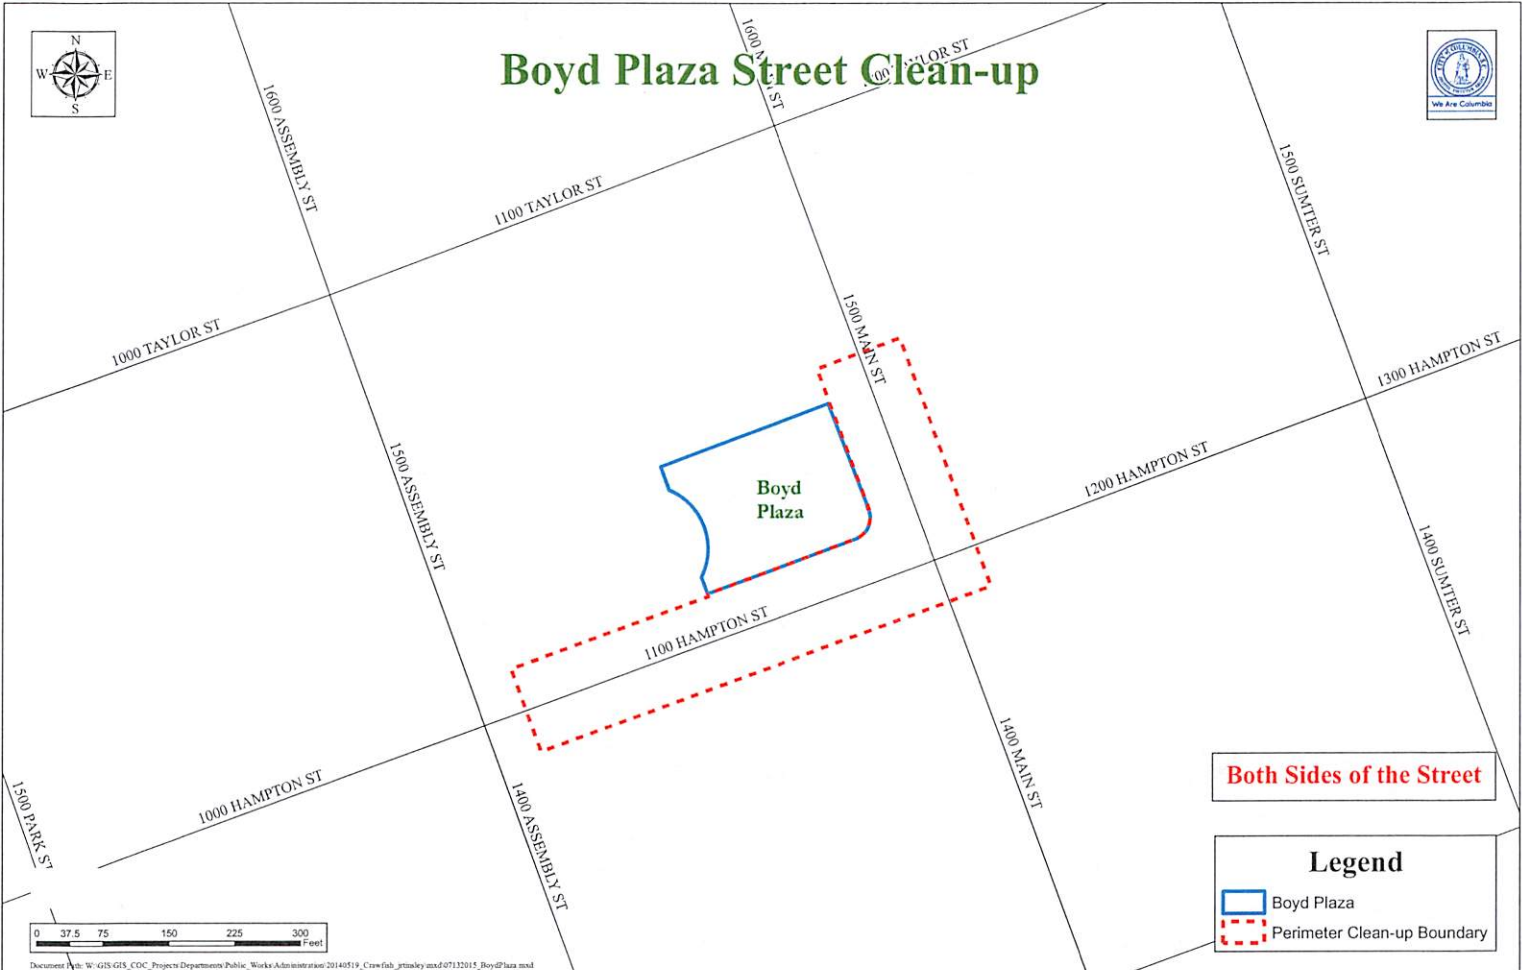 Boyd Plaza Street Clean-up
N
W E
S
We Are Columbia
1600 ASSEMBLY ST
1100 TAYLOR ST
1000 TAYLOR ST
1500 SUMTER ST
1500 MAIN ST
1300 HAMPTON ST
1200 HAMPTON ST
1500 ASSEMBLY ST
Boyd
Plaza
1100 HAMPTON ST
1400 SUMTER ST
1000 HAMPTON ST
1400 MAIN ST
1400 ASSEMBLY ST
1500 PARK ST
Both Sides of the Street
Legend
Boyd Plaza
Perimeter Clean-up Boundary
0 37.5 75 150 225 300
Feet